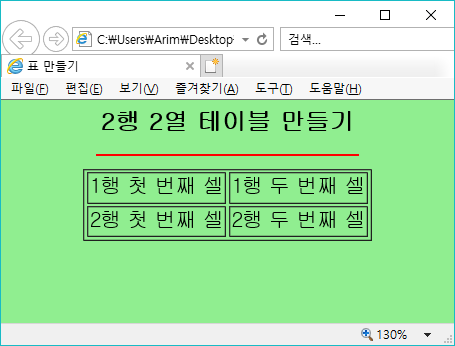 C:₩Users₩Arim₩Desktop
검색...
표 만들기
파일(F) 편집(E) 보기(V) 즐겨찾기(A) 도구(T) 도움말(H)
2행 2열 테이블 만들기
1행 첫 번째 셀 1행 두 번째 셀
2행 첫 번째 셀 2행 두 번째 셀
130%